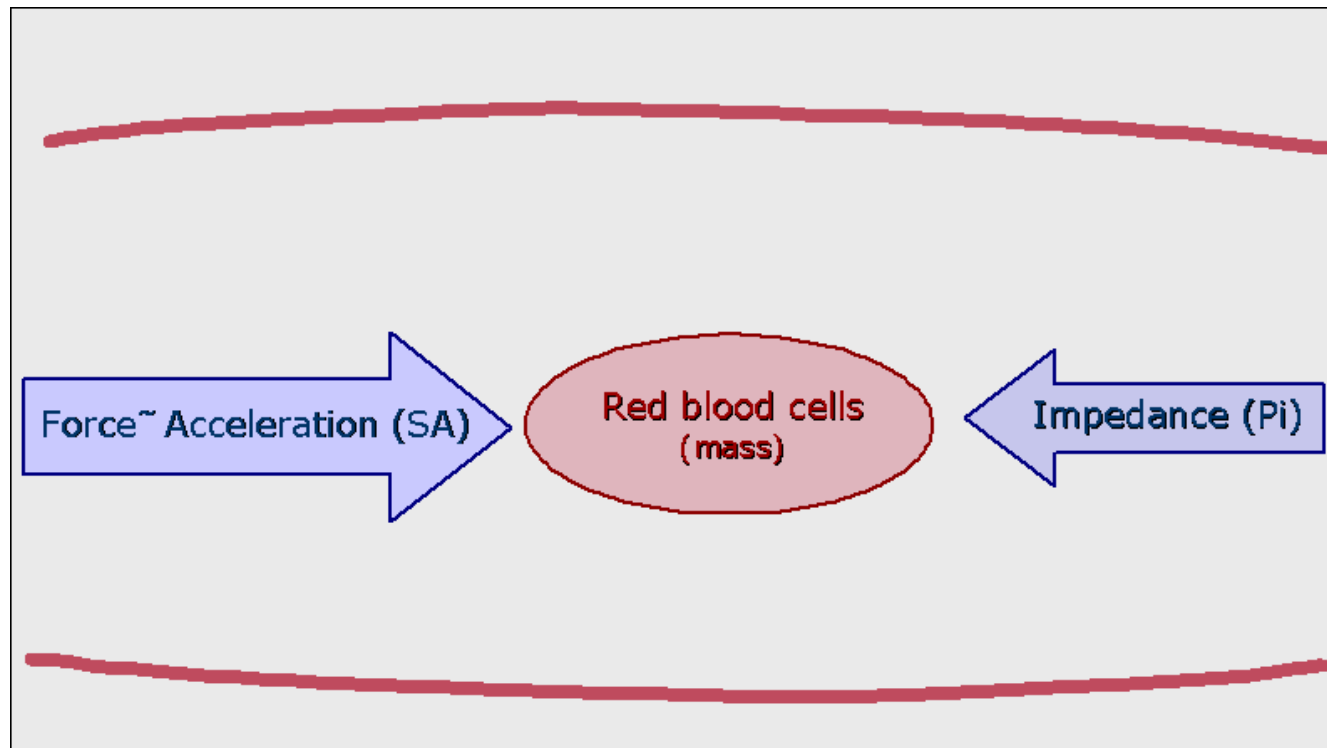 Force~ Acceleration (SA)
Red blood cells
(mass)
Impedance (Pi)